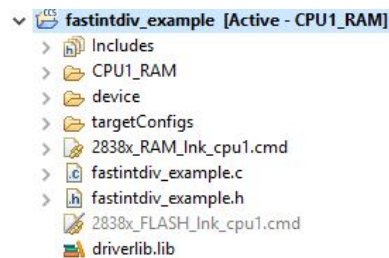 fastintdiv_example [Active - CPU1_RAM]
Includes
CPU1_RAM
device
targetConfigs
2838x_RAM_lnk_cpu1.cmd
fastintdiv_example.c
fastintdiv_example.h
2838x_FLASH_lnk_cpu1.cmd
driverlib.lib